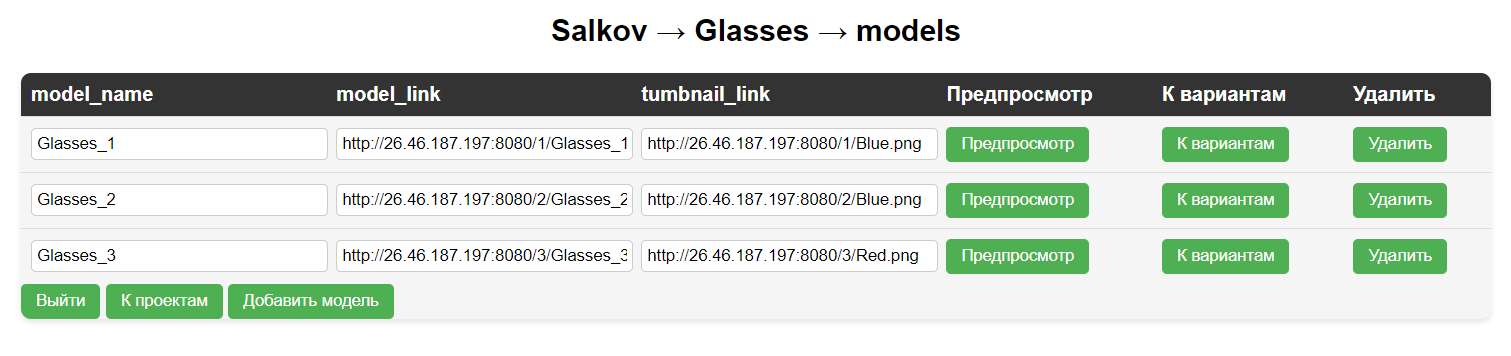 Salkov → Glasses → models
model_name model_link tumbnail_link Предпросмотр К вариантам Удалить
Glasses_1 http://26.46.187.197:8080/1/Glasses_1 http://26.46.187.197:8080/1/Blue.png Предпросмотр К вариантам Удалить
Glasses_2 http://26.46.187.197:8080/2/Glasses_2 http://26.46.187.197:8080/2/Blue.png Предпросмотр К вариантам Удалить
Glasses_3 http://26.46.187.197:8080/3/Glasses_3 http://26.46.187.197:8080/3/Red.png Предпросмотр К вариантам Удалить
Выйти К проектам Добавить модель